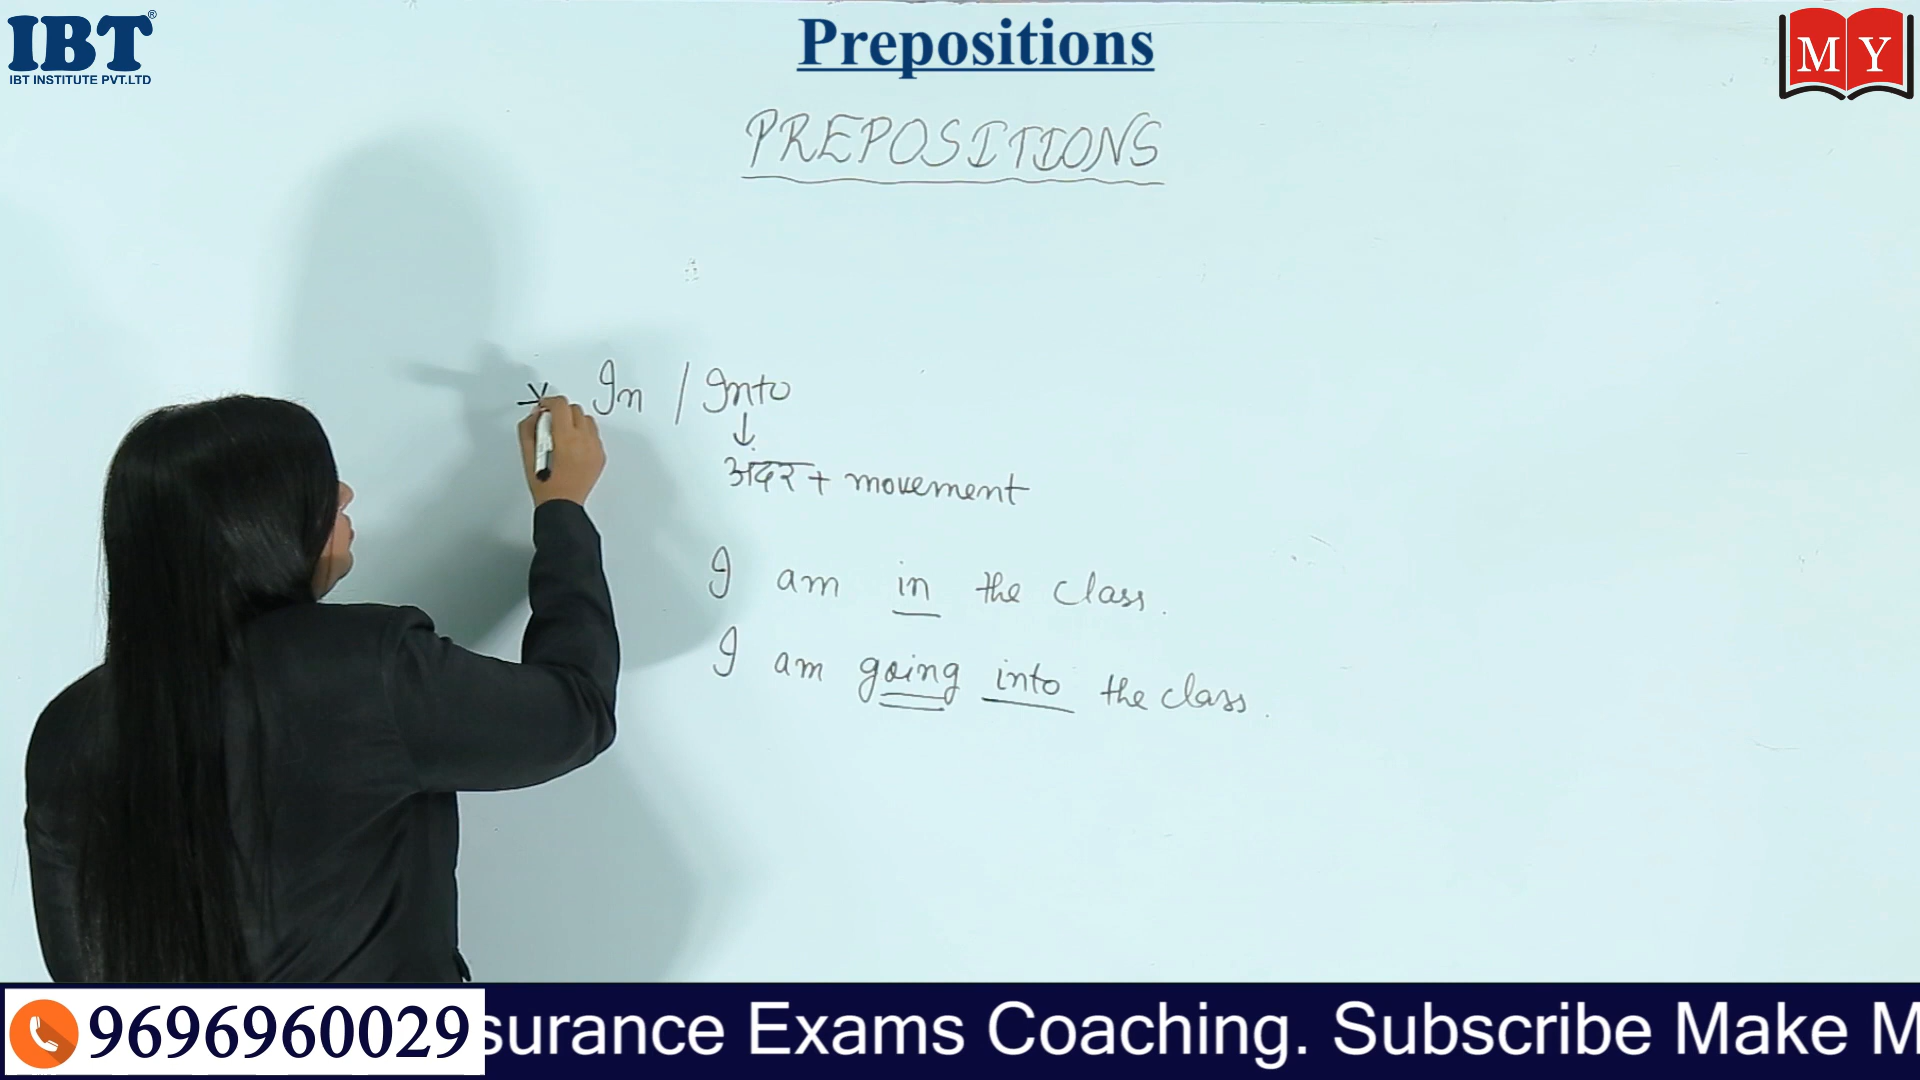 IBT®
IBT INSTITUTE PVT.LTD
Prepositions
M Y
PREPOSITIONS
In / Into
↓
अंदर + movement
I am in the class.
I am going into the class.
9696960029
surance Exams Coaching. Subscribe Make M